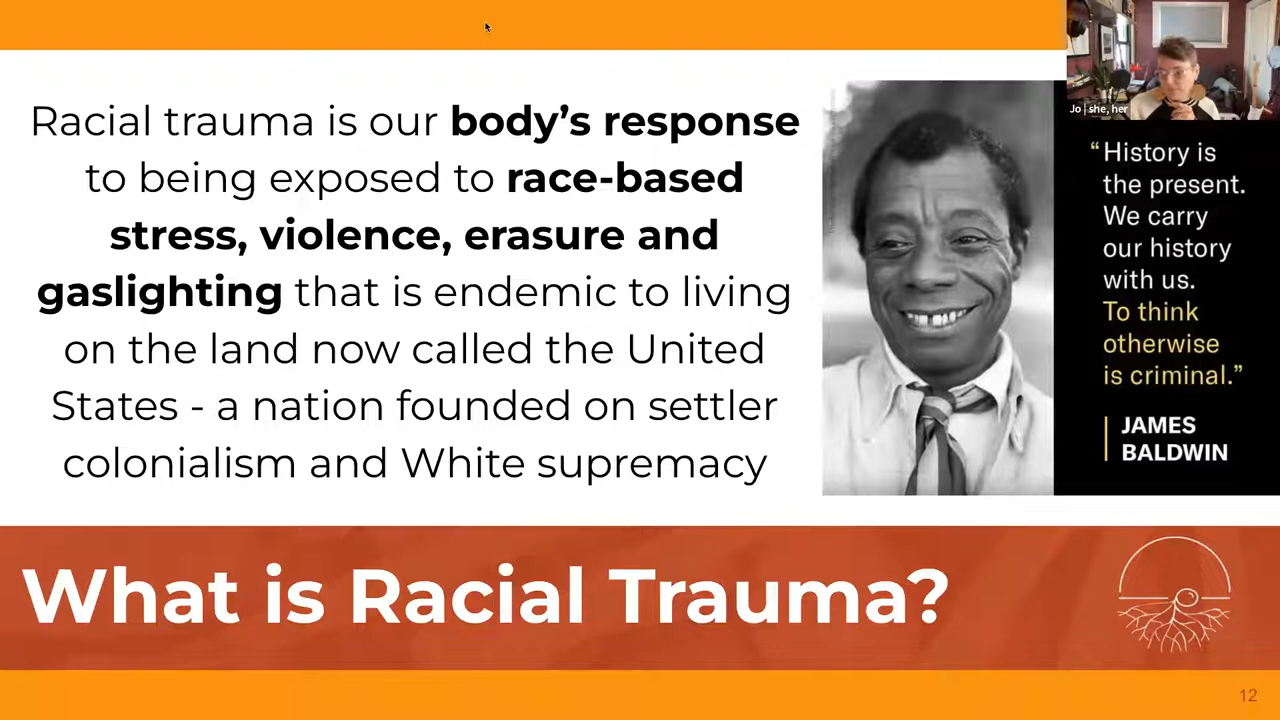 Racial trauma is our body’s response
to being exposed to race-based
stress, violence, erasure and
gaslighting that is endemic to living
on the land now called the United
States - a nation founded on settler
colonialism and White supremacy
Jo | she, her
“History is
the present.
We carry
our history
with us.
To think
otherwise
is criminal.”
JAMES
BALDWIN
What is Racial Trauma?
12